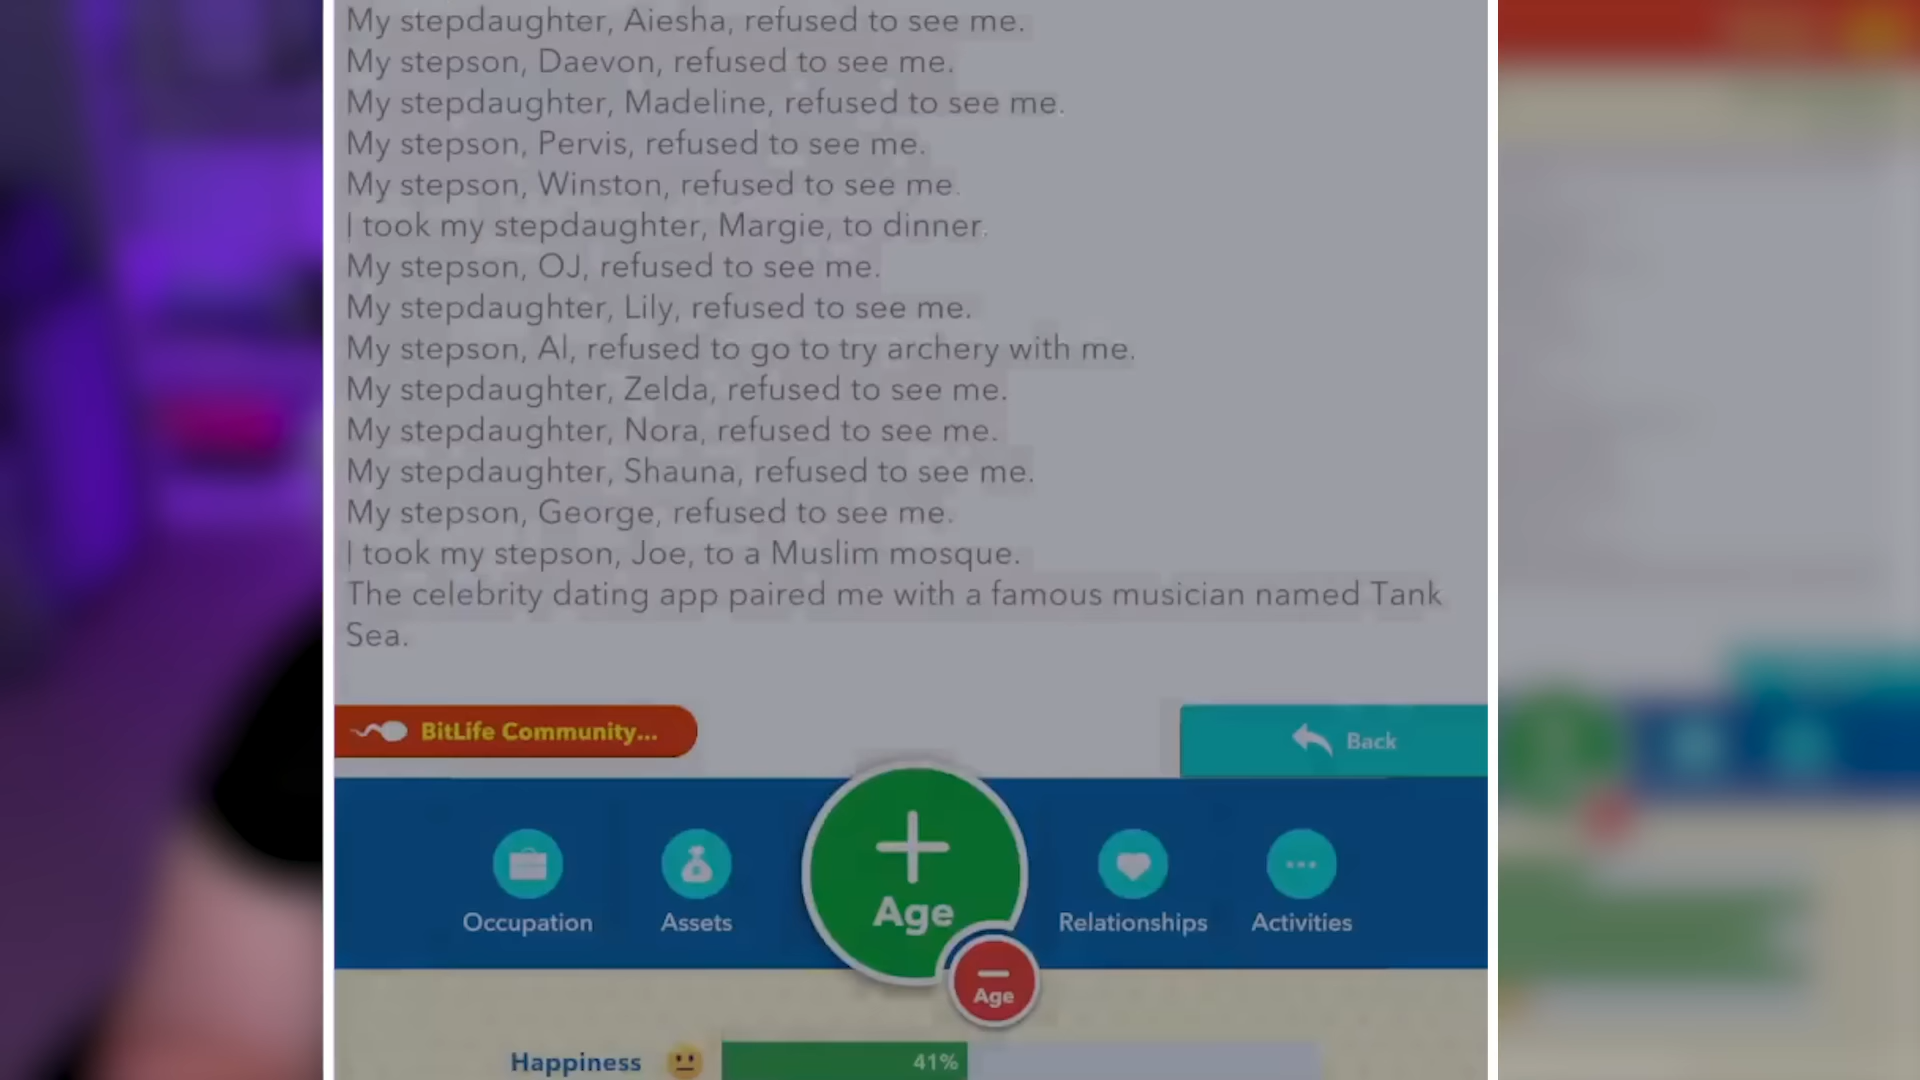 My stepdaughter, Aiesha, refused to see me.
My stepson, Daevon, refused to see me.
My stepdaughter, Madeline, refused to see me.
My stepson, Pervis, refused to see me.
My stepson, Winston, refused to see me.
I took my stepdaughter, Margie, to dinner.
My stepson, OJ, refused to see me.
My stepdaughter, Lily, refused to see me.
My stepson, Al, refused to go to try archery with me.
My stepdaughter, Zelda, refused to see me.
My stepdaughter, Nora, refused to see me.
My stepdaughter, Shauna, refused to see me.
My stepson, George, refused to see me.
I took my stepson, Joe, to a Muslim mosque.
The celebrity dating app paired me with a famous musician named Tank
Sea.
BitLife Community...
Back
Age
Occupation
Assets
Relationships
Activities
Age
Happiness
41%